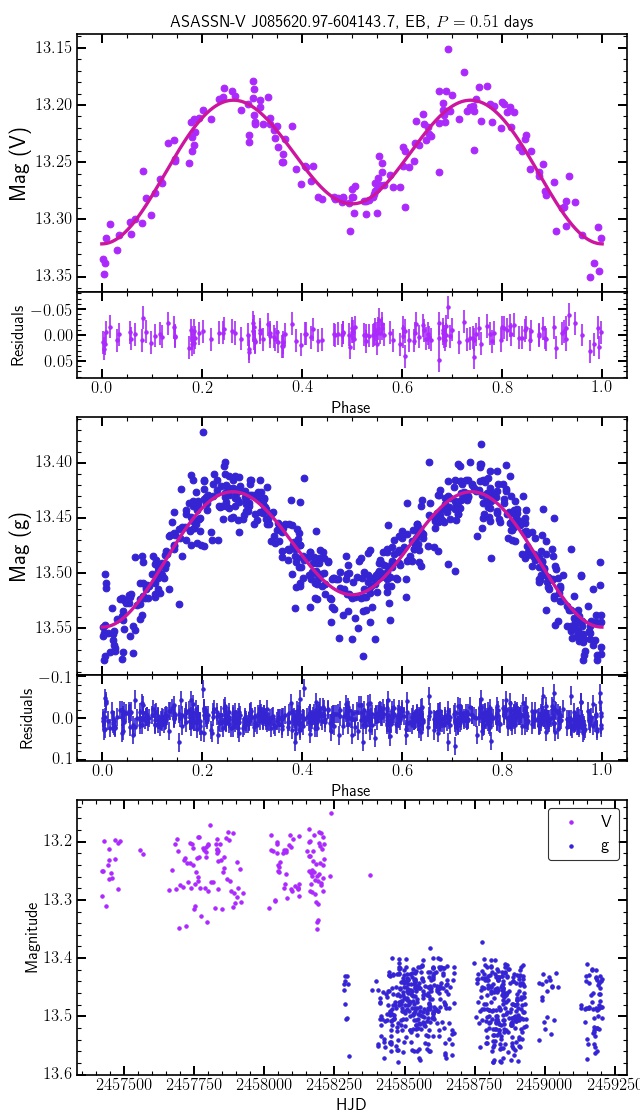 ASASSN-V J085620.97-604143.7, EB, P = 0.51 days
13.15
13.20
13.25
13.30
13.35
Mag (V)
−0.05
0.00
0.05
Residuals
0.0 0.2 0.4 0.6 0.8 1.0
Phase
13.40
13.45
13.50
13.55
Mag (g)
−0.1
0.0
0.1
Residuals
0.0 0.2 0.4 0.6 0.8 1.0
Phase
V
g
13.2
13.3
13.4
13.5
13.6
Magnitude
2457500 2457750 2458000 2458250 2458500 2458750 2459000 2459250
HJD